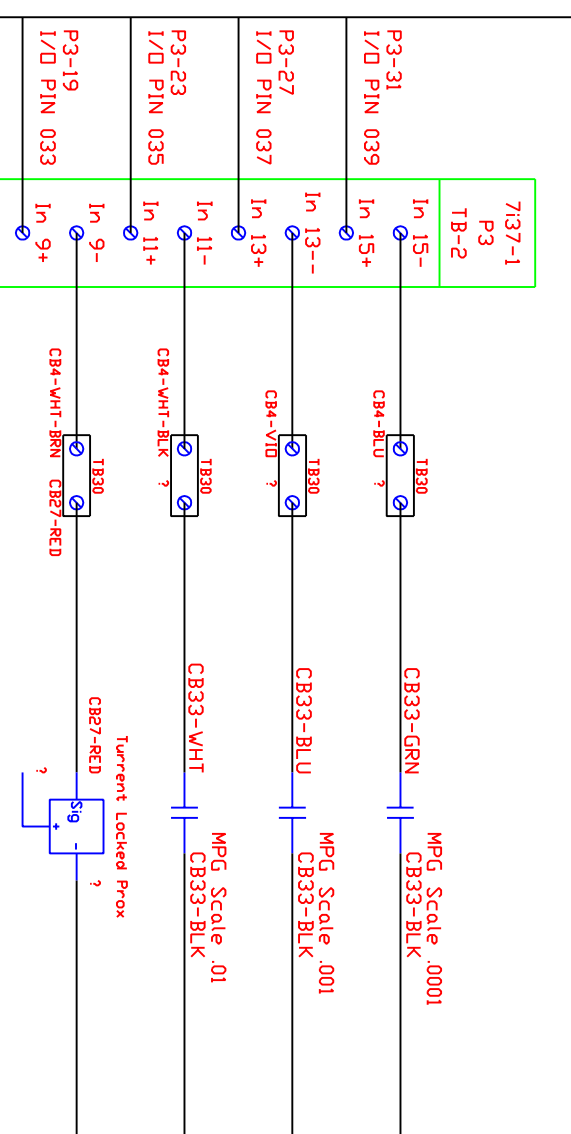 7i37-1
P3
TB-2
P3-31
I/O PIN 039
In 15-
In 15+
CB4-BLU
TB30
?
CB33-GRN
MPG Scale .0001
CB33-BLK
P3-27
I/O PIN 037
In 13--
In 13+
CB4-VIO
TB30
?
CB33-BLU
MPG Scale .001
CB33-BLK
P3-23
I/O PIN 035
In 11-
In 11+
CB4-WHT-BLK
TB30
?
CB33-WHT
MPG Scale .01
CB33-BLK
P3-19
I/O PIN 033
In 9-
In 9+
CB4-WHT-BRN
TB30
CB27-RED
CB27-RED
Turrent Locked Prox
Sig
-
+
?
?